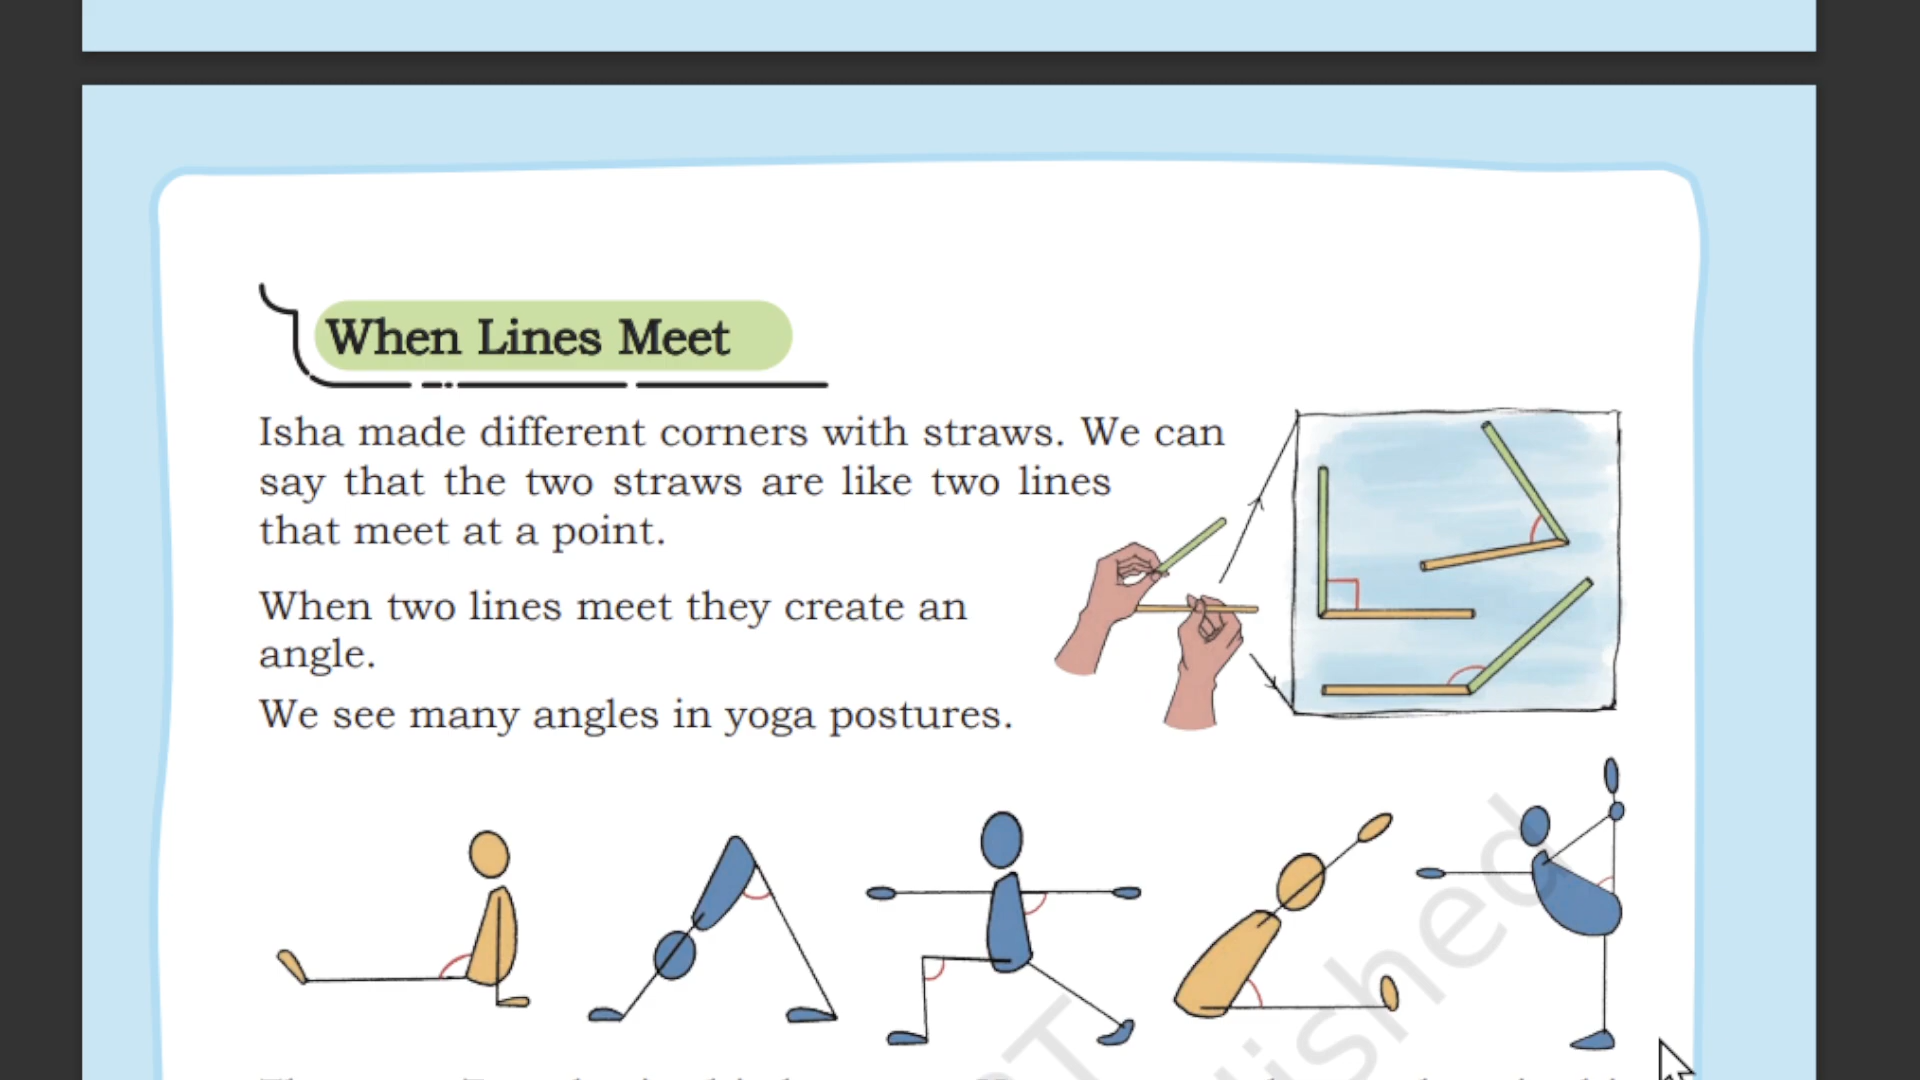 When Lines Meet
Isha made different corners with straws. We can
say that the two straws are like two lines
that meet at a point.
When two lines meet they create an
angle.
We see many angles in yoga postures.